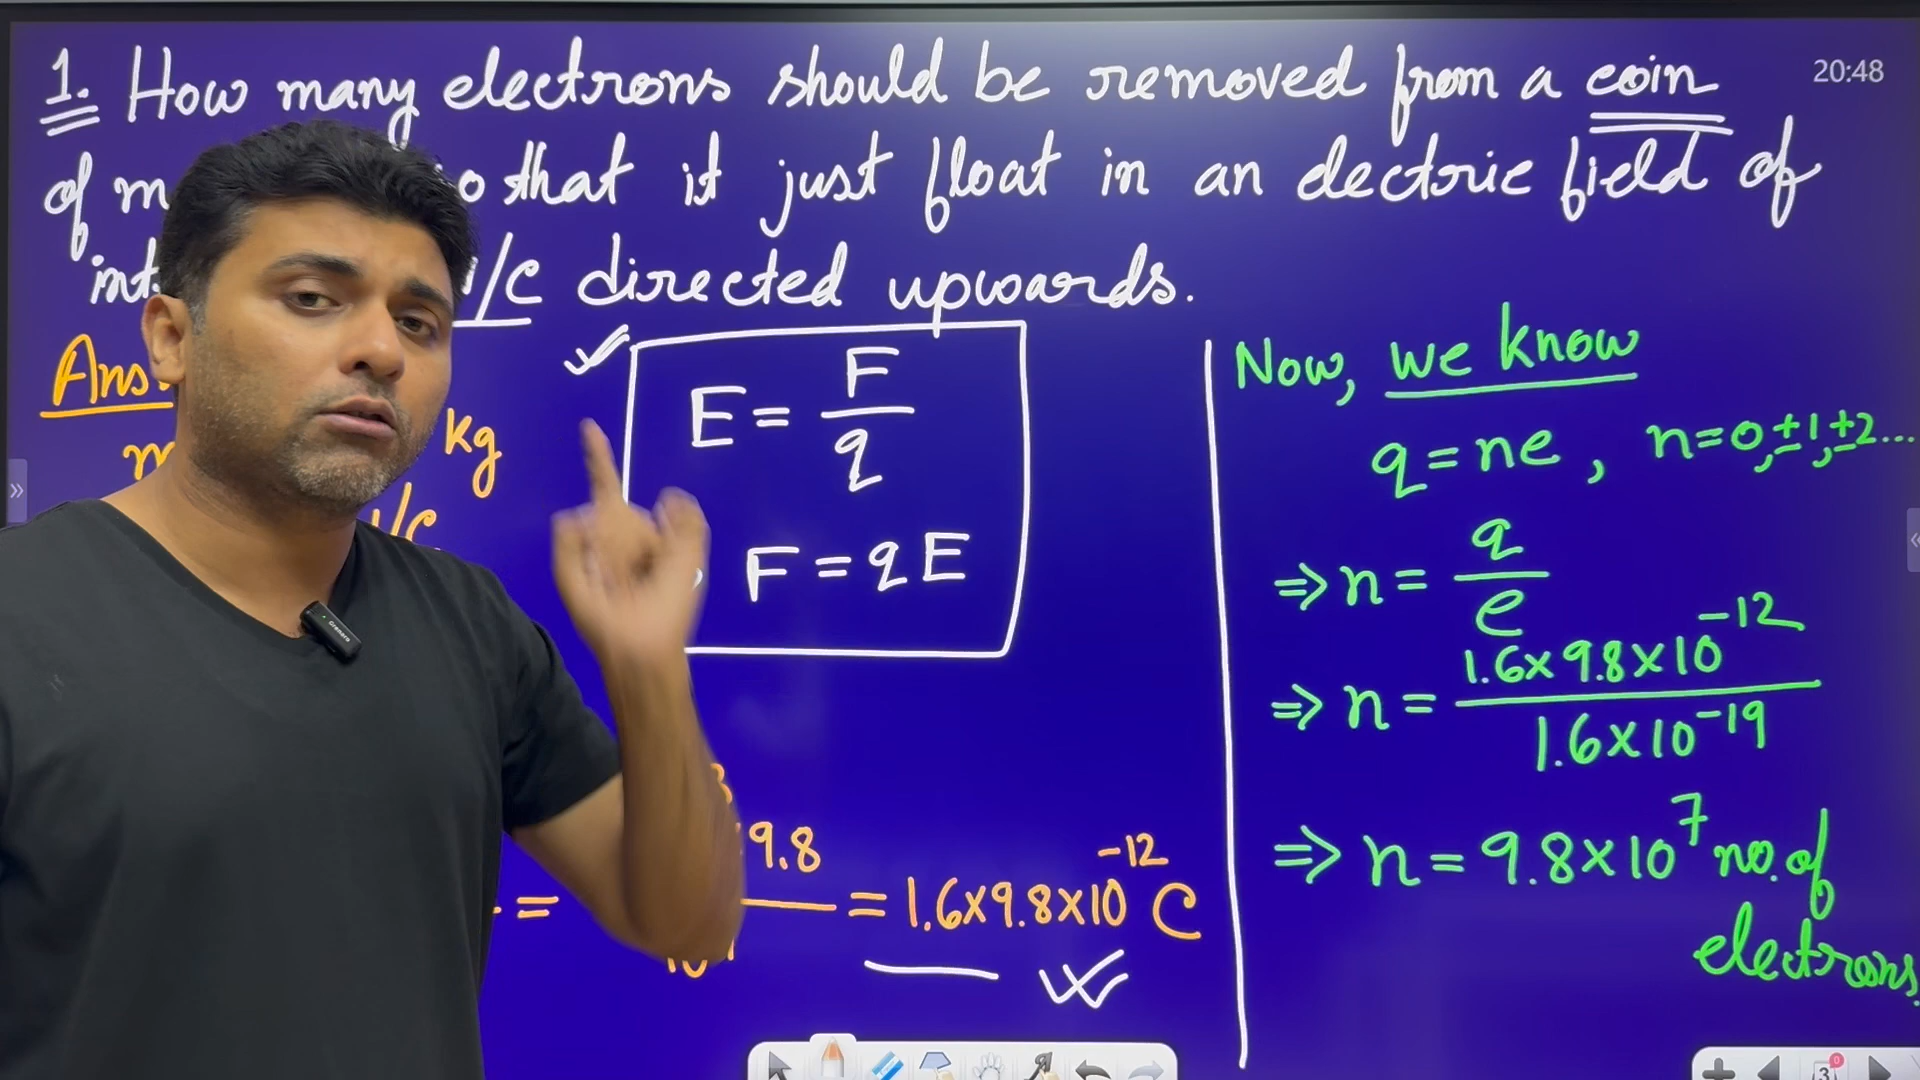 1. How many electrons should be removed from a coin
20:48
of m so that it just float in an electric field of
int /C directed upwards.
Ans
m kg
/C
E = F/q
F = qE
9.8
= = 1.6×9.8×10⁻¹² C
Now, we know
q = ne, n = 0, ±1, ±2...
⇒ n = q/e
⇒ n = 1.6×9.8×10⁻¹² / 1.6×10⁻¹⁹
⇒ n = 9.8×10⁷ no. of
electrons.
3